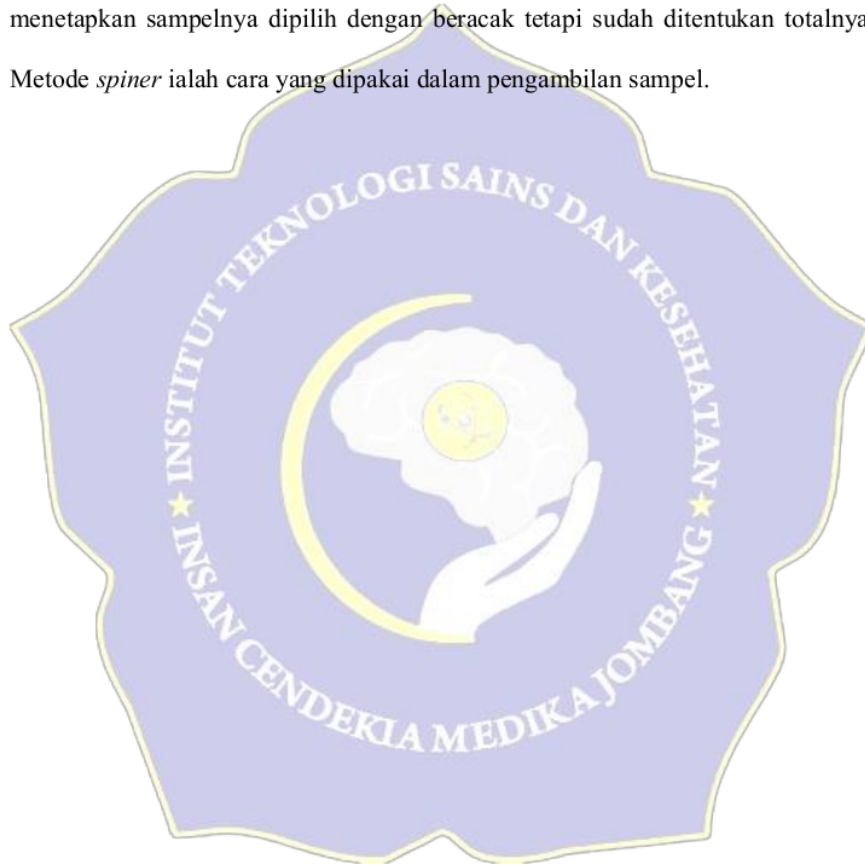 menetapkan sampelnya dipilih dengan beracak tetapi sudah ditentukan totalnya
Metode spiner ialah cara yang dipakai dalam pengambilan sampel.
INSTITUT TEKNOLOGI SAINS DAN KESEHATAN
INSAN CENDEKIA MEDIKA JOMBANG